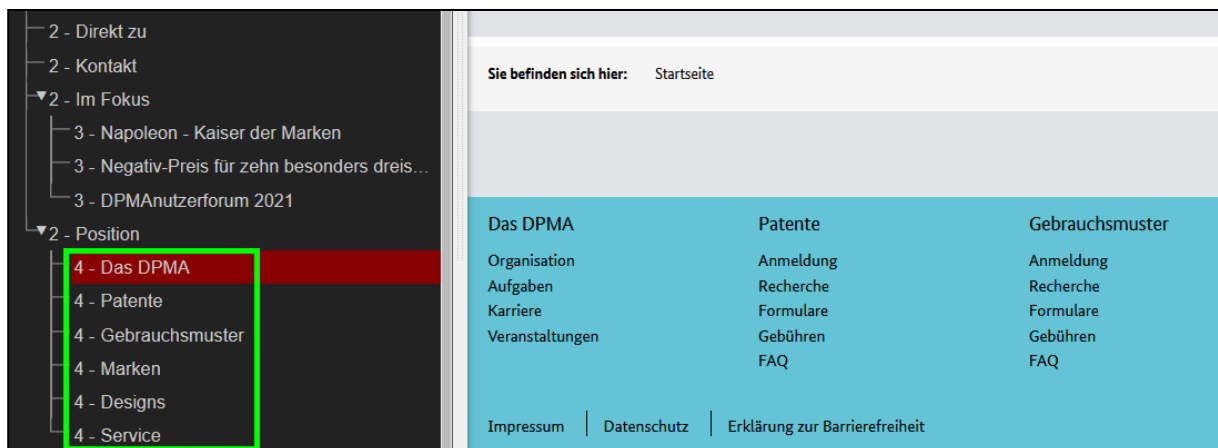 2 - Direkt zu
2 - Kontakt
2 - Im Fokus
3 - Napoleon - Kaiser der Marken
3 - Negativ-Preis für zehn besonders dreis...
3 - DPMAnutzerforum 2021
2 - Position
4 - Das DPMA
4 - Patente
4 - Gebrauchsmuster
4 - Marken
4 - Designs
4 - Service
Sie befinden sich hier: Startseite
Das DPMA
Organisation
Aufgaben
Karriere
Veranstaltungen
Patente
Anmeldung
Recherche
Formulare
Gebühren
FAQ
Gebrauchsmuster
Anmeldung
Recherche
Formulare
Gebühren
FAQ
Impressum | Datenschutz | Erklärung zur Barrierefreiheit